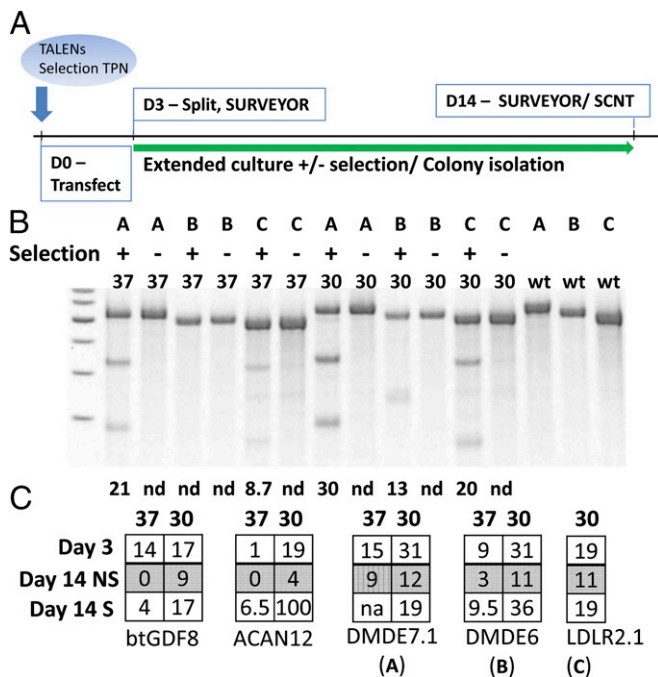 A
TALENs
Selection TPN
D3 – Split, SURVEYOR
D14 – SURVEYOR/ SCNT
D0 –
Transfect
Extended culture +/- selection/ Colony isolation
B
A A B B C C A A B B C C A B C
Selection + - + - + - + - + - + -
37 37 37 37 37 37 30 30 30 30 30 30 wt wt wt
21 nd nd nd 8.7 nd 30 nd 13 nd 20 nd
C
37 30 37 30 37 30 37 30 30
Day 3 14 17 1 19 15 31 9 31 19
Day 14 NS 0 9 0 4 9 12 3 11 11
Day 14 S 4 17 6.5 100 na 19 9.5 36 19
btGDF8 ACAN12 DMDE7.1 DMDE6 LDLR2.1
(A) (B) (C)